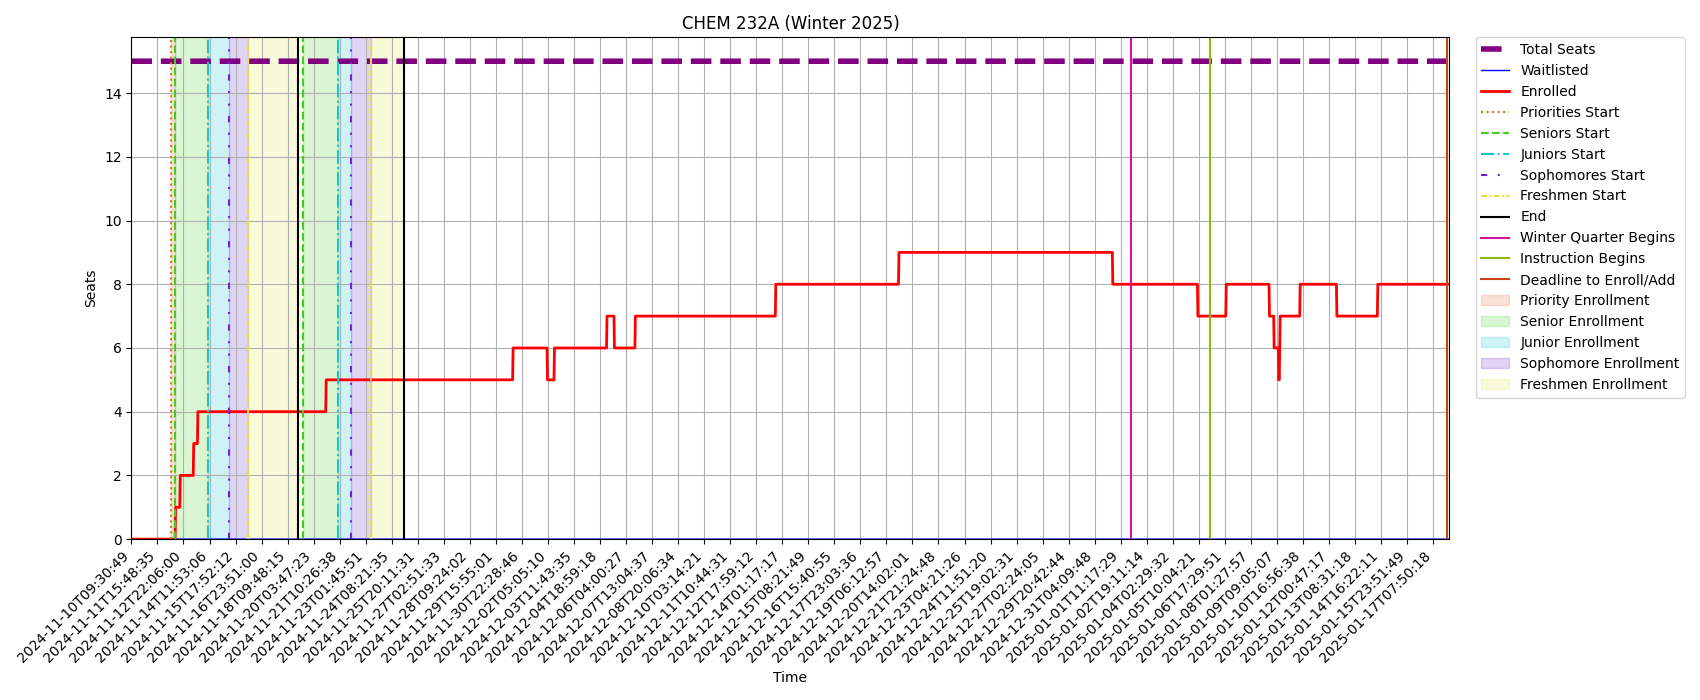 CHEM 232A (Winter 2025)
Seats
14
12
10
8
6
4
2
0
2024-11-10T09:30:49
2024-11-11T15:48:35
2024-11-12T22:06:00
2024-11-14T11:53:06
2024-11-15T17:52:12
2024-11-16T23:51:00
2024-11-18T09:48:15
2024-11-20T03:47:23
2024-11-21T10:26:38
2024-11-23T01:45:51
2024-11-24T08:21:35
2024-11-25T20:11:31
2024-11-27T02:51:33
2024-11-28T09:24:02
2024-11-29T15:55:01
2024-11-30T22:28:46
2024-12-02T05:05:10
2024-12-03T11:43:35
2024-12-04T18:59:18
2024-12-06T04:00:27
2024-12-07T13:04:37
2024-12-08T20:06:34
2024-12-10T03:14:21
2024-12-11T10:44:31
2024-12-12T17:59:12
2024-12-14T01:17:17
2024-12-15T08:21:49
2024-12-16T15:40:55
2024-12-17T23:03:36
2024-12-19T06:12:57
2024-12-20T14:02:01
2024-12-21T21:24:48
2024-12-23T04:21:26
2024-12-24T11:51:20
2024-12-25T19:02:31
2024-12-27T02:24:05
2024-12-29T20:42:44
2024-12-31T04:09:48
2025-01-01T11:17:29
2025-01-02T19:11:14
2025-01-04T02:29:32
2025-01-05T10:04:21
2025-01-06T17:29:51
2025-01-08T01:27:57
2025-01-09T09:05:07
2025-01-10T16:56:38
2025-01-12T00:47:17
2025-01-13T08:31:18
2025-01-14T16:22:11
2025-01-15T23:51:49
2025-01-17T07:50:18
Time
Total Seats
Waitlisted
Enrolled
Priorities Start
Seniors Start
Juniors Start
Sophomores Start
Freshmen Start
End
Winter Quarter Begins
Instruction Begins
Deadline to Enroll/Add
Priority Enrollment
Senior Enrollment
Junior Enrollment
Sophomore Enrollment
Freshmen Enrollment